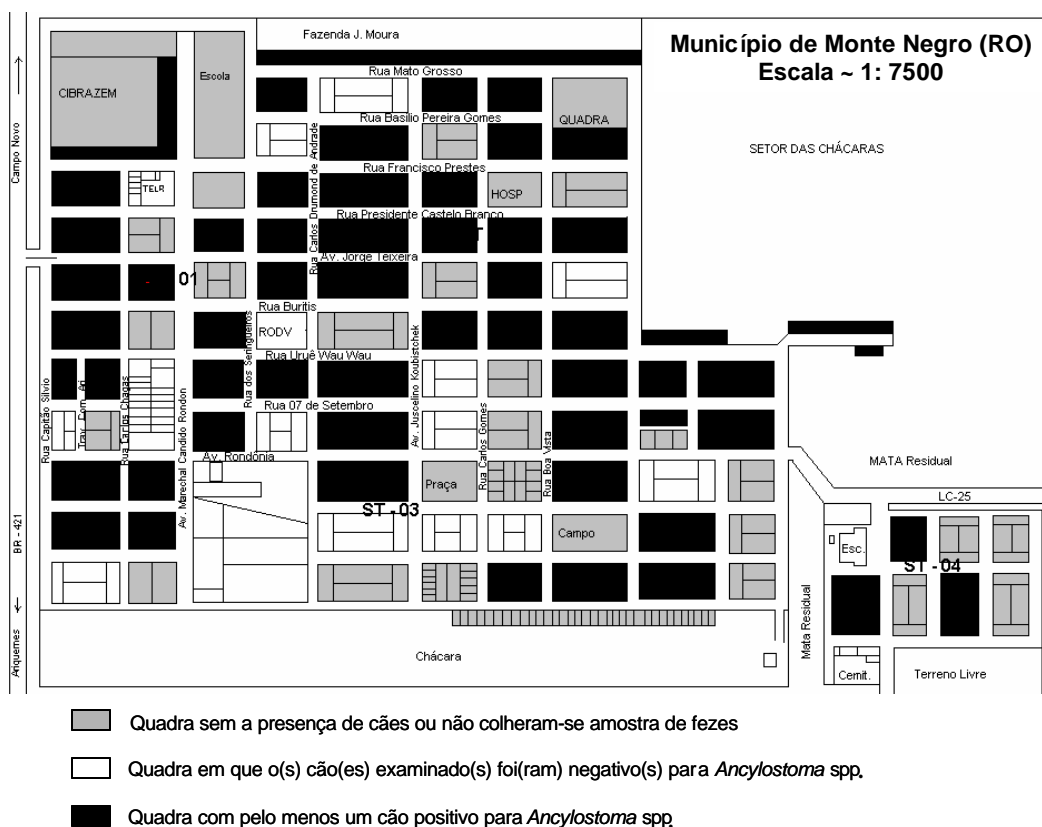 Município de Monte Negro (RO)
Escala ~ 1: 7500
Fazenda J. Moura
Rua Mato Grosso
Escola
CIBRAZEM
Rua Basílio Pereira Gomes
QUADRA
Campo Novo
SETOR DAS CHÁCARAS
Rua Carlos Drumond de Andrade
Rua Francisco Prestes
TELR
HOSP
Rua Presidente Castelo Branco
Av. Jorge Teixeira
01
Rua Buritis
RODV
Rua dos Seringueiros
Av. Juscelino Koubistchek
Rua Uruê Wau Wau
Rua Capitão Silvio
Trav. Dom. Ari
Rua Carlos Chagas
Av. Marechal Candido Rondon
Rua 07 de Setembro
Rua Carlos Gomes
Rua Boa Vista
Av. Rondônia
MATA Residual
Praça
LC-25
ST - 03
BR - 421
Campo
Esc.
ST - 04
Mata Residual
Chácara
Ariquemes
Cemit.
Terreno Livre
Quadra sem a presença de cães ou não colheram-se amostra de fezes
Quadra em que o(s) cão(es) examinado(s) foi(ram) negativo(s) para Ancylostoma spp.
Quadra com pelo menos um cão positivo para Ancylostoma spp.